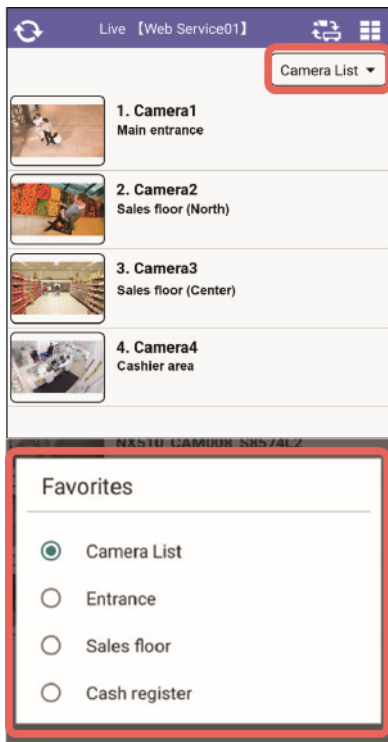 Live 【Web Service01】
Camera List
1. Camera1
Main entrance
2. Camera2
Sales floor (North)
3. Camera3
Sales floor (Center)
4. Camera4
Cashier area
NX510_CAM008_S8574L2
Favorites
Camera List
Entrance
Sales floor
Cash register